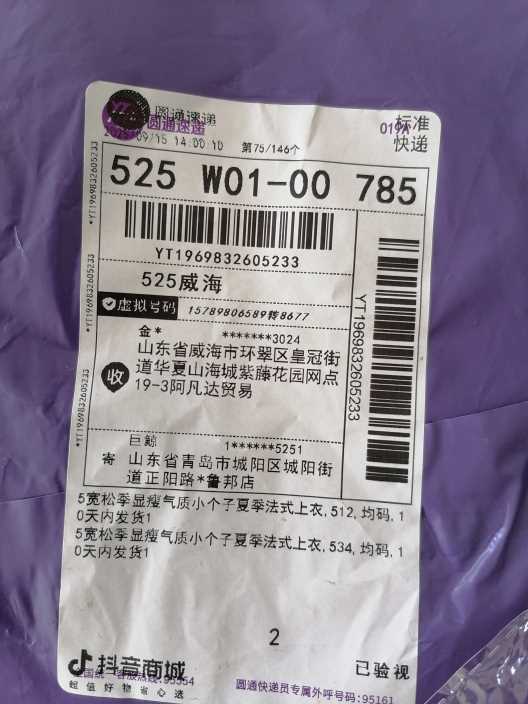 圆通速递
圆通速递
标准
快递
09/15 14:00:10
第75/146个
525 W01-00 785
YT1969832605233
525威海
虚拟号码 15789806589转8677
金* *******3024
收
山东省威海市环翠区皇冠街
道华夏山海城紫藤花园网点
19-3阿凡达贸易
巨鲸 1******5251
寄 山东省青岛市城阳区城阳街
道正阳路*鲁邦店
5宽松季显瘦气质小个子夏季法式上衣,512,均码,1
0天内发货1
5宽松季显瘦气质小个子夏季法式上衣,534,均码,1
0天内发货1
2
抖音商城
超值好物 省心选
已验视
圆通快递员专属外呼号码:95161
*YT1969832605233
*YT1969832605233
*YT1969832605233
YT1969832605233